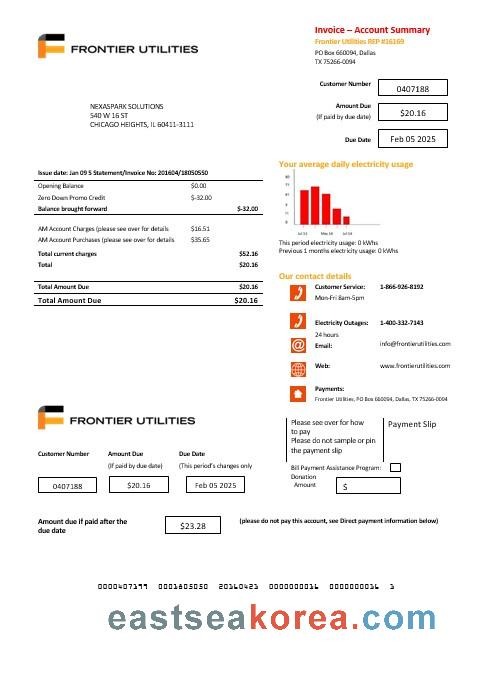 FRONTIER UTILITIES
Invoice – Account Summary
Frontier Utilities REP #16169
PO Box 660094, Dallas
TX 75266-0094
Customer Number 0407188
Amount Due
(If paid by due date) $20.16
Due Date Feb 05 2025
NEXASPARK SOLUTIONS
540 W 16 ST
CHICAGO HEIGHTS, IL 60411-3111
Issue date: Jan 09 5 Statement/Invoice No: 201604/18050550
Opening Balance $0.00
Zero Down Promo Credit $-32.00
Balance brought forward $-32.00
AM Account Charges (please see over for details $16.51
AM Account Purchases (please see over for details $35.65
Total current charges $52.16
Total $20.16
Total Amount Due $20.16
Total Amount Due $20.16
Your average daily electricity usage
This period electricity usage: 0 kWhs
Previous 1 months electricity usage: 0 kWhs
Our contact details
Customer Service: 1-866-926-8192
Mon-Fri 8am-5pm
Electricity Outages: 1-400-332-7143
24 hours
Email: info@frontierutilities.com
Web: www.frontierutilities.com
Payments:
Frontier Utilities, PO Box 660094, Dallas, TX 75266-0094
FRONTIER UTILITIES
Please see over for how
to pay
Please do not sample or pin
the payment slip
Payment Slip
Customer Number Amount Due Due Date
(If paid by due date) (This period's changes only
0407188 $20.16 Feb 05 2025
Bill Payment Assistance Program:
Donation
Amount $
Amount due if paid after the
due date $23.28 (please do not pay this account, see Direct payment information below)
0000407199 0001805050 20160421 0000000016 0000000016 1
eastseakorea.com